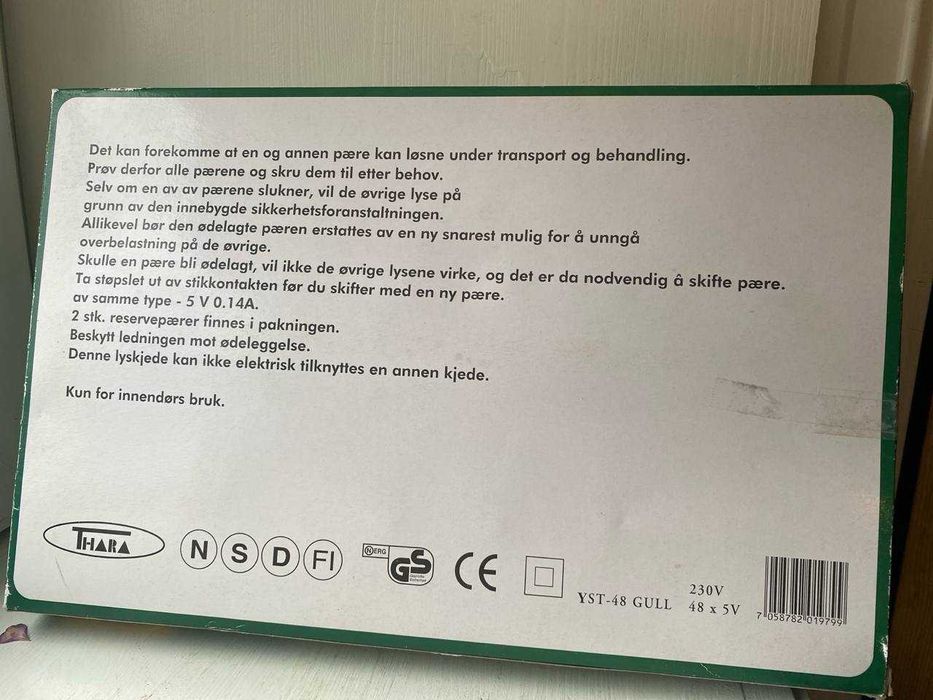 Det kan forekomme at en og annen pære kan løsne under transport og behandling.
Prøv derfor alle pærene og skru dem til etter behov.
Selv om en av av pærene slukner, vil de øvrige lyse på
grunn av den innebygde sikkerhetsforanstaltningen.
Allikevel bør den ødelagte pæren erstattes av en ny snarest mulig for å unngå
overbelastning på de øvrige.
Skulle en pære bli ødelagt, vil ikke de øvrige lysene virke, og det er da nodvendig å skifte pære.
Ta støpslet ut av stikkontakten før du skifter med en ny pære.
av samme type - 5 V 0.14A.
2 stk. reservepærer finnes i pakningen.
Beskytt ledningen mot ødeleggelse.
Denne lyskjede kan ikke elektrisk tilknyttes en annen kjede.
Kun for innendørs bruk.
THARA
N S D FI
GS
CE
YST-48 GULL
230V
48 x 5V
7 058782 019799